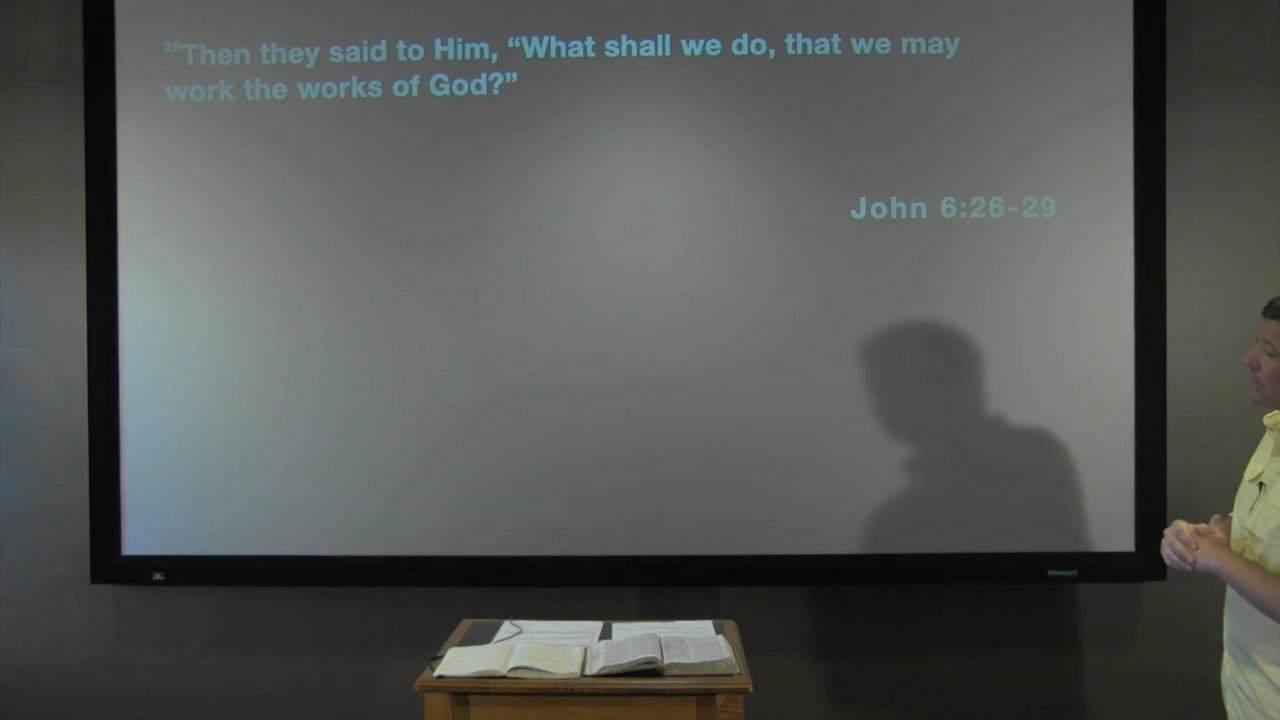 ²⁸Then they said to Him, “What shall we do, that we may
work the works of God?”
John 6:26-29
Stewart